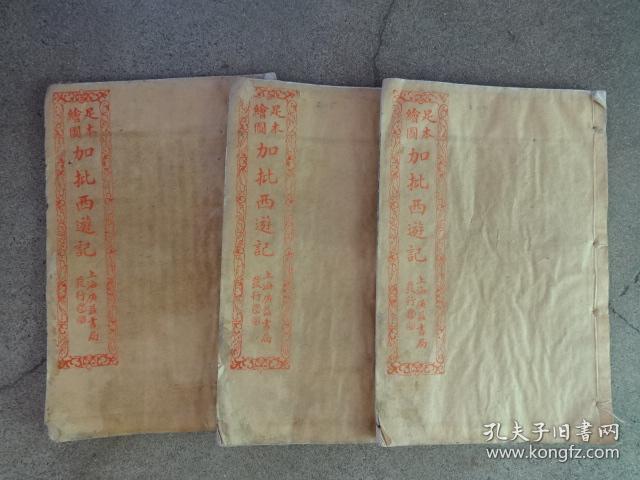 足本
繪圖
加批西遊記
上海廣益書局
發行
足本
繪圖
加批西遊記
上海廣益書局
發行
足本
繪圖
加批西遊記
上海廣益書局
發行
孔夫子旧书网
www.kongfz.com